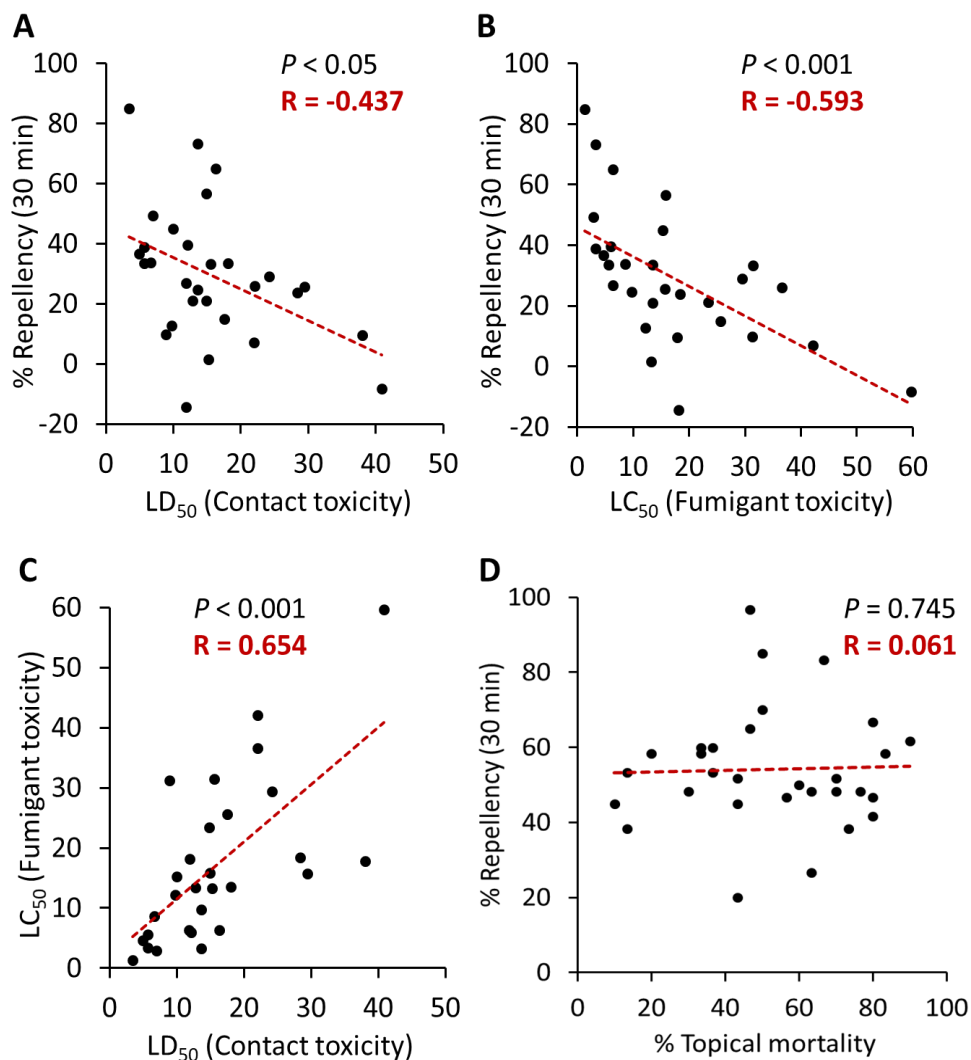 A
P < 0.05
R = -0.437
% Repellency (30 min)
100
80
60
40
20
0
-20
0 10 20 30 40 50
LD₅₀ (Contact toxicity)
B
P < 0.001
R = -0.593
% Repellency (30 min)
100
80
60
40
20
0
-20
0 10 20 30 40 50 60
LC₅₀ (Fumigant toxicity)
C
P < 0.001
R = 0.654
LC₅₀ (Fumigant toxicity)
60
50
40
30
20
10
0
0 10 20 30 40 50
LD₅₀ (Contact toxicity)
D
P = 0.745
R = 0.061
% Repellency (30 min)
100
80
60
40
20
0
0 20 40 60 80 100
% Topical mortality